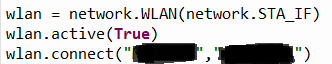 wlan = network.WLAN(network.STA_IF)
wlan.active(True)
wlan.connect("","")